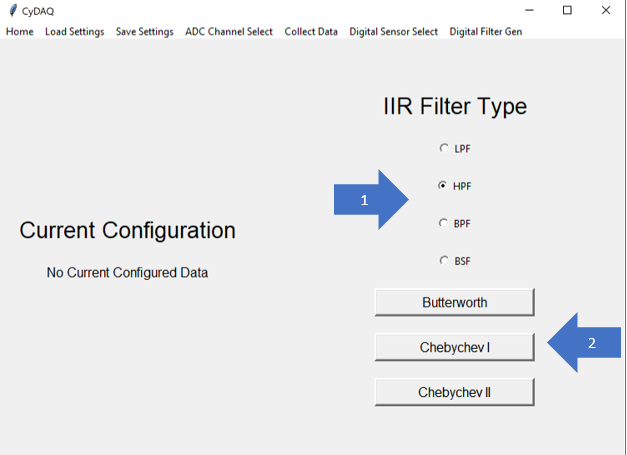 CyDAQ
Home Load Settings Save Settings ADC Channel Select Collect Data Digital Sensor Select Digital Filter Gen
IIR Filter Type
LPF
1
HPF
BPF
Current Configuration
No Current Configured Data
BSF
Butterworth
Chebychev I
2
Chebychev II